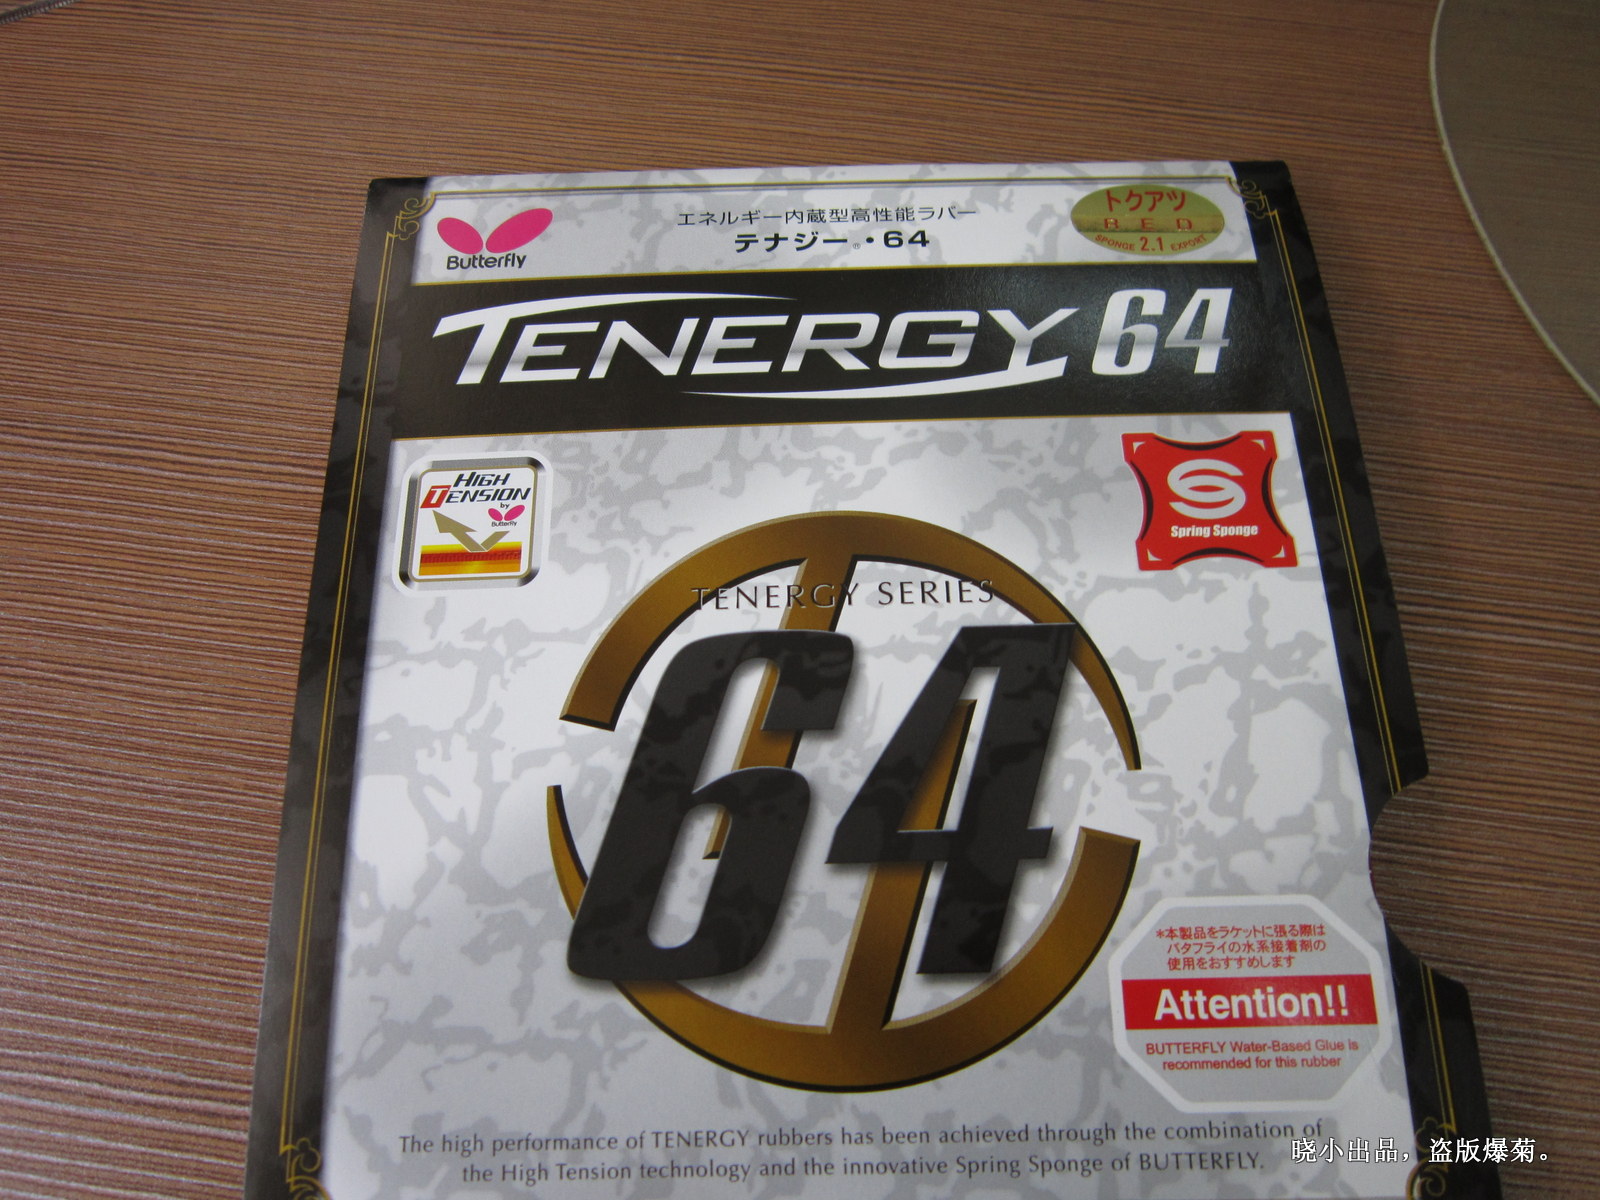 Butterfly
エネルギー内蔵型高性能ラバー
テナジー®・64
トクアツ
RED
SPONGE 2.1 EXPORT
TENERGY 64
HIGH
TENSION
by
Butterfly
Spring Sponge
TENERGY SERIES
64
*本製品をラケットに張る際は
バタフライの水系接着剤の
使用をおすすめします
Attention!!
BUTTERFLY Water-Based Glue is
recommended for this rubber
The high performance of TENERGY rubbers has been achieved through the combination of
the High Tension technology and the innovative Spring Sponge of BUTTERFLY.
晓小出品，盗版爆菊。